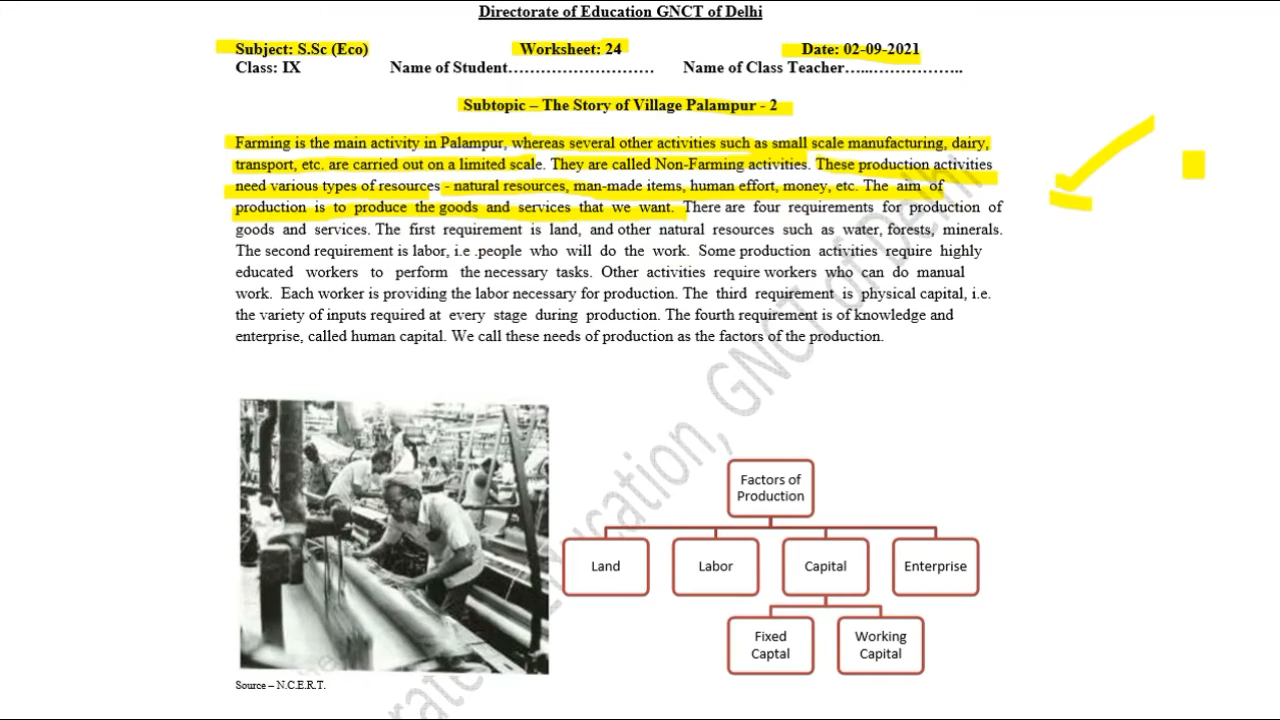 Directorate of Education GNCT of Delhi
Subject: S.Sc (Eco) Worksheet: 24 Date: 02-09-2021
Class: IX Name of Student……………………… Name of Class Teacher…...……………..
Subtopic – The Story of Village Palampur - 2
Farming is the main activity in Palampur, whereas several other activities such as small scale manufacturing, dairy,
transport, etc. are carried out on a limited scale. They are called Non-Farming activities. These production activities
need various types of resources - natural resources, man-made items, human effort, money, etc. The aim of
production is to produce the goods and services that we want. There are four requirements for production of
goods and services. The first requirement is land, and other natural resources such as water, forests, minerals.
The second requirement is labor, i.e .people who will do the work. Some production activities require highly
educated workers to perform the necessary tasks. Other activities require workers who can do manual
work. Each worker is providing the labor necessary for production. The third requirement is physical capital, i.e.
the variety of inputs required at every stage during production. The fourth requirement is of knowledge and
enterprise, called human capital. We call these needs of production as the factors of the production.
Factors of
Production
Land Labor Capital Enterprise
Fixed
Captal
Working
Capital
Source – N.C.E.R.T.
ucation, GNCT of Delhi